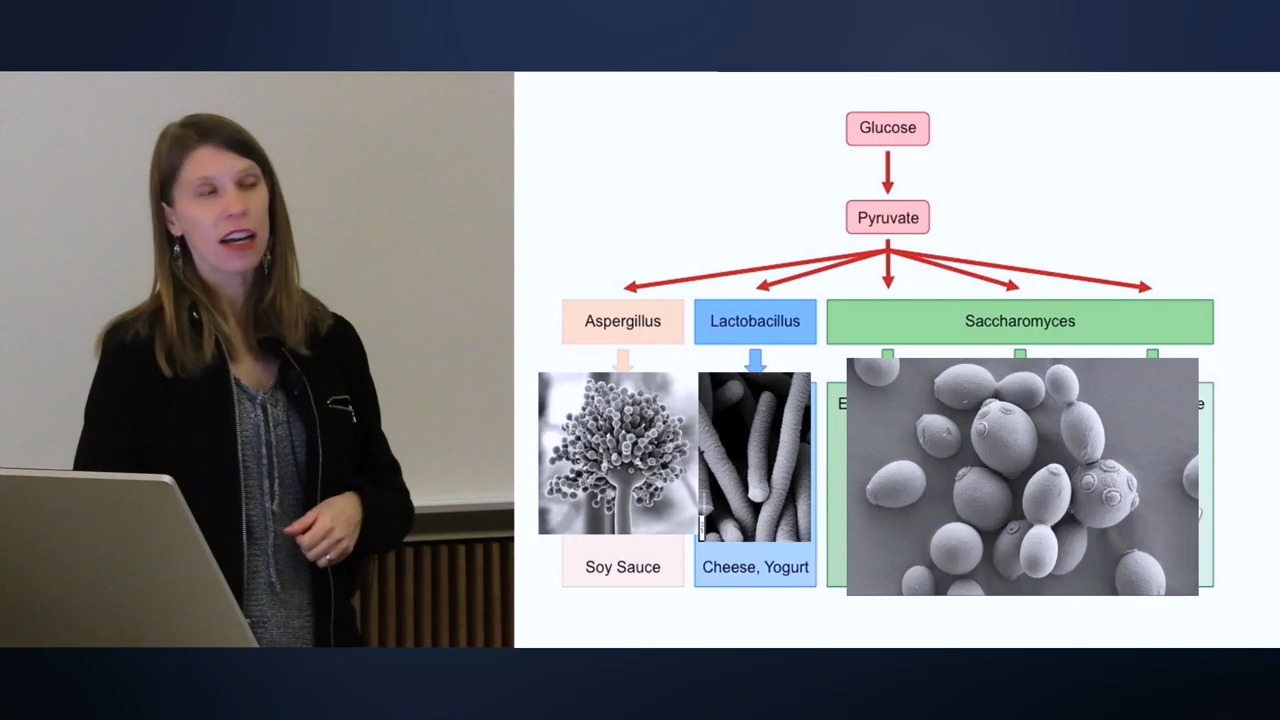 Glucose
Pyruvate
Aspergillus
Lactobacillus
Saccharomyces
Soy Sauce
Cheese, Yogurt